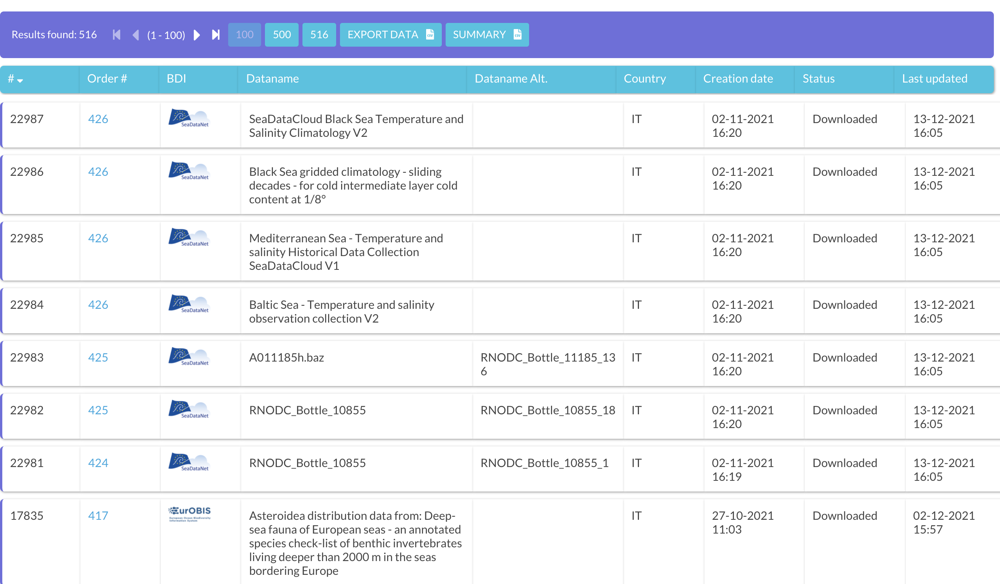 Results found: 516 (1 - 100) 100 500 516 EXPORT DATA CSV SUMMARY CSV
# Order # BDI Dataname Dataname Alt. Country Creation date Status Last updated
22987 426 SeaDataNet SeaDataCloud Black Sea Temperature and IT 02-11-2021 Downloaded 13-12-2021
Salinity Climatology V2 16:20 16:05
22986 426 SeaDataNet Black Sea gridded climatology - sliding IT 02-11-2021 Downloaded 13-12-2021
decades - for cold intermediate layer cold 16:20 16:05
content at 1/8°
22985 426 SeaDataNet Mediterranean Sea - Temperature and IT 02-11-2021 Downloaded 13-12-2021
salinity Historical Data Collection 16:20 16:05
SeaDataCloud V1
22984 426 SeaDataNet Baltic Sea - Temperature and salinity IT 02-11-2021 Downloaded 13-12-2021
observation collection V2 16:20 16:05
22983 425 SeaDataNet A011185h.baz RNODC_Bottle_11185_13 IT 02-11-2021 Downloaded 13-12-2021
6 16:20 16:05
22982 425 SeaDataNet RNODC_Bottle_10855 RNODC_Bottle_10855_18 IT 02-11-2021 Downloaded 13-12-2021
16:20 16:05
22981 424 SeaDataNet RNODC_Bottle_10855 RNODC_Bottle_10855_1 IT 02-11-2021 Downloaded 13-12-2021
16:19 16:05
17835 417 EurOBIS Asteroidea distribution data from: Deep- IT 27-10-2021 Downloaded 02-12-2021
European Ocean Biodiversity
Information System
sea fauna of European seas - an annotated 11:03 15:57
species check-list of benthic invertebrates
living deeper than 2000 m in the seas
bordering Europe